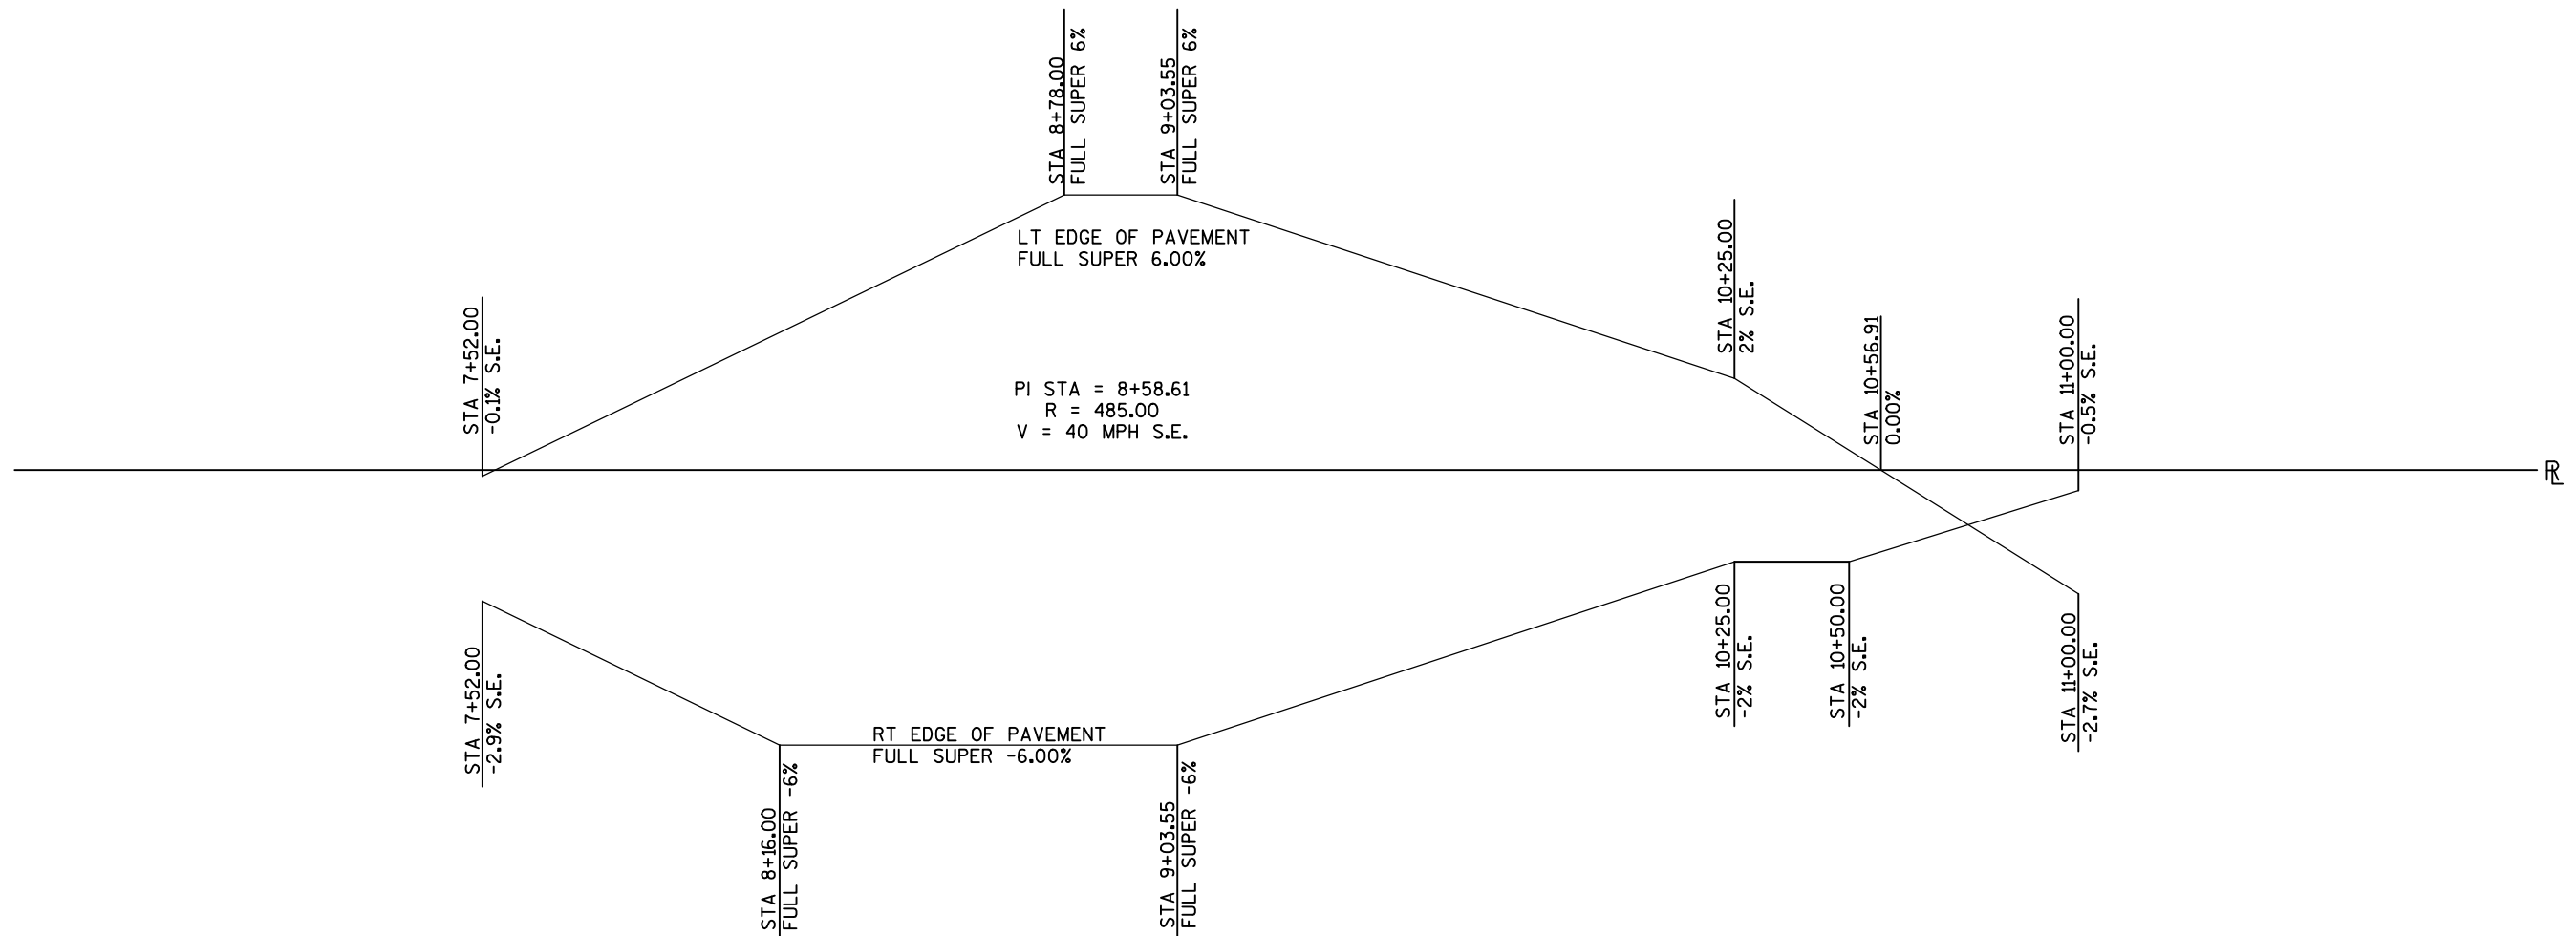 STA 8+78.00
FULL SUPER 6%
STA 9+03.55
FULL SUPER 6%
LT EDGE OF PAVEMENT
FULL SUPER 6.00%
STA 10+25.00
2% S.E.
STA 7+52.00
-0.1% S.E.
STA 10+56.91
0.00%
STA 11+00.00
-0.5% S.E.
PI STA = 8+58.61
R = 485.00
V = 40 MPH S.E.
RL
STA 7+52.00
-2.9% S.E.
STA 10+25.00
-2% S.E.
STA 10+50.00
-2% S.E.
STA 11+00.00
-2.7% S.E.
RT EDGE OF PAVEMENT
FULL SUPER -6.00%
STA 8+16.00
FULL SUPER -6%
STA 9+03.55
FULL SUPER -6%